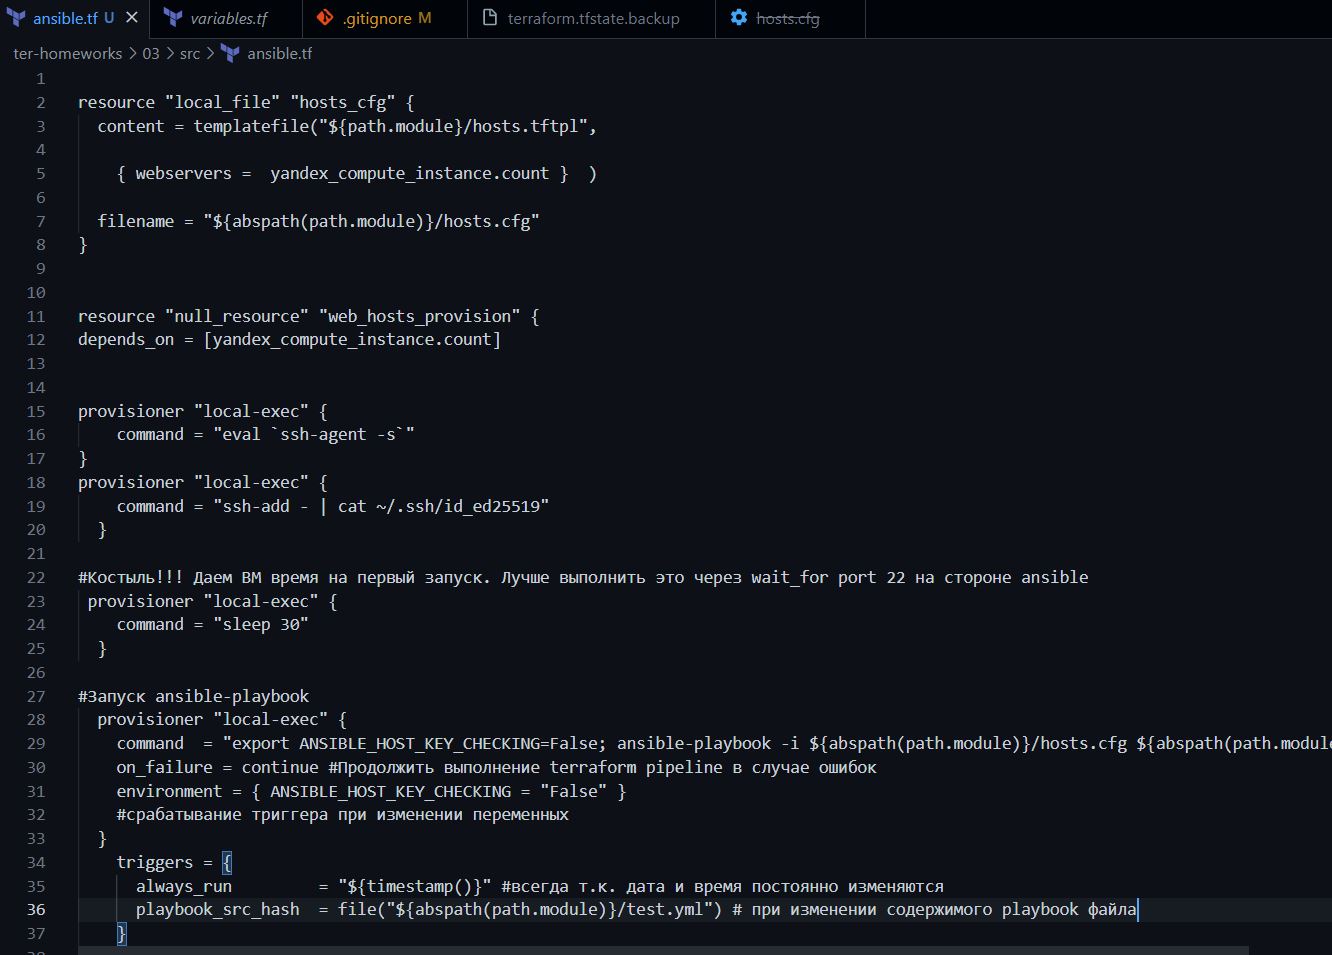 ansible.tf U variables.tf .gitignore M terraform.tfstate.backup hosts.cfg
ter-homeworks > 03 > src > ansible.tf
1
2 resource "local_file" "hosts_cfg" {
3 content = templatefile("${path.module}/hosts.tftpl",
4
5 { webservers =  yandex_compute_instance.count }  )
6
7 filename = "${abspath(path.module)}/hosts.cfg"
8 }
9
10
11 resource "null_resource" "web_hosts_provision" {
12 depends_on = [yandex_compute_instance.count]
13
14
15 provisioner "local-exec" {
16 command = "eval `ssh-agent -s`"
17 }
18 provisioner "local-exec" {
19 command = "ssh-add - | cat ~/.ssh/id_ed25519"
20 }
21
22 #Костыль!!! Даем ВМ время на первый запуск. Лучше выполнить это через wait_for port 22 на стороне ansible
23 provisioner "local-exec" {
24 command = "sleep 30"
25 }
26
27 #Запуск ansible-playbook
28 provisioner "local-exec" {
29 command  = "export ANSIBLE_HOST_KEY_CHECKING=False; ansible-playbook -i ${abspath(path.module)}/hosts.cfg ${abspath(path.module
30 on_failure = continue #Продолжить выполнение terraform pipeline в случае ошибок
31 environment = { ANSIBLE_HOST_KEY_CHECKING = "False" }
32 #срабатывание триггера при изменении переменных
33 }
34 triggers = {
35 always_run         = "${timestamp()}" #всегда т.к. дата и время постоянно изменяются
36 playbook_src_hash  = file("${abspath(path.module)}/test.yml") # при изменении содержимого playbook файла
37 }